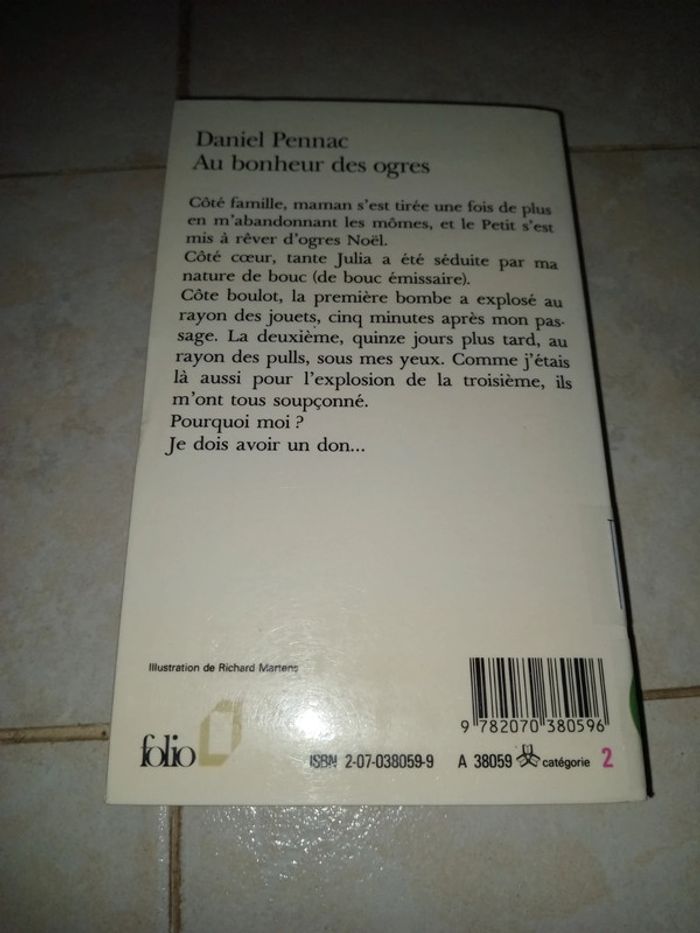 Daniel Pennac
Au bonheur des ogres
Côté famille, maman s'est tirée une fois de plus
en m'abandonnant les mômes, et le Petit s'est
mis à rêver d'ogres Noël.
Côté cœur, tante Julia a été séduite par ma
nature de bouc (de bouc émissaire).
Côte boulot, la première bombe a explosé au
rayon des jouets, cinq minutes après mon pas-
sage. La deuxième, quinze jours plus tard, au
rayon des pulls, sous mes yeux. Comme j'étais
là aussi pour l'explosion de la troisième, ils
m'ont tous soupçonné.
Pourquoi moi ?
Je dois avoir un don...
Illustration de Richard Martens
9 782070 380596
folio
ISBN 2-07-038059-9 A 38059 catégorie 2